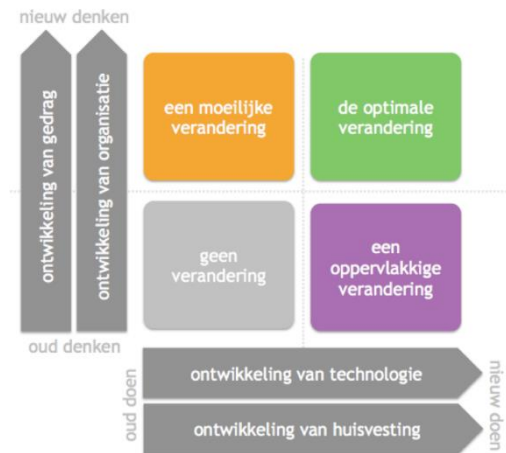 nieuw denken
ontwikkeling van gedrag
ontwikkeling van organisatie
een moeilijke
verandering
de optimale
verandering
geen
verandering
een
oppervlakkige
verandering
oud denken
oud doen
ontwikkeling van technologie
ontwikkeling van huisvesting
nieuw doen